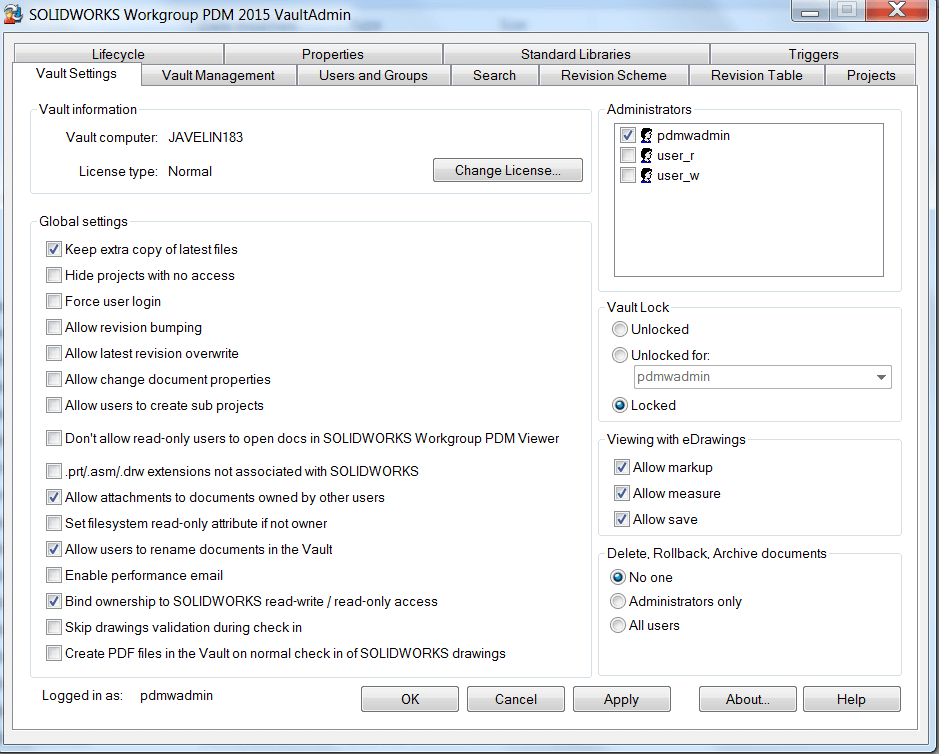 SOLIDWORKS Workgroup PDM 2015 VaultAdmin
Lifecycle
Properties
Standard Libraries
Triggers
Vault Settings
Vault Management
Users and Groups
Search
Revision Scheme
Revision Table
Projects
Vault information
Vault computer: JAVELIN183
License type: Normal
Change License...
Global settings
Keep extra copy of latest files
Hide projects with no access
Force user login
Allow revision bumping
Allow latest revision overwrite
Allow change document properties
Allow users to create sub projects
Don't allow read-only users to open docs in SOLIDWORKS Workgroup PDM Viewer
.prt/.asm/.drw extensions not associated with SOLIDWORKS
Allow attachments to documents owned by other users
Set filesystem read-only attribute if not owner
Allow users to rename documents in the Vault
Enable performance email
Bind ownership to SOLIDWORKS read-write / read-only access
Skip drawings validation during check in
Create PDF files in the Vault on normal check in of SOLIDWORKS drawings
Administrators
pdmwadmin
user_r
user_w
Vault Lock
Unlocked
Unlocked for:
pdmwadmin
Locked
Viewing with eDrawings
Allow markup
Allow measure
Allow save
Delete, Rollback, Archive documents
No one
Administrators only
All users
Logged in as: pdmwadmin
OK
Cancel
Apply
About...
Help